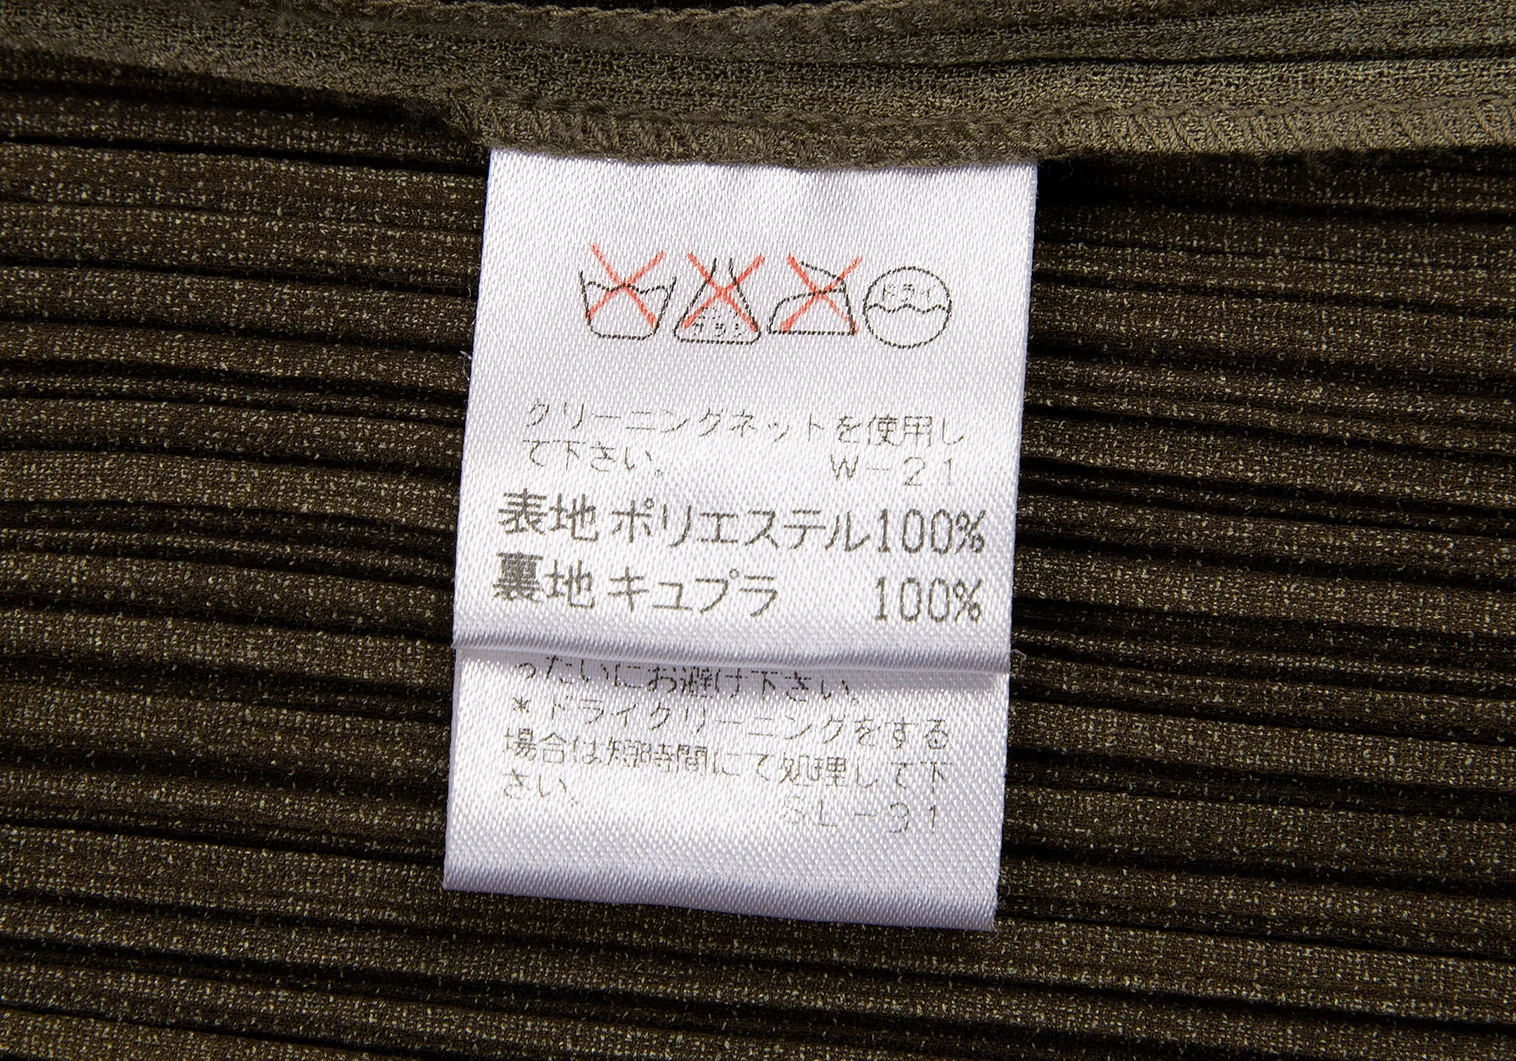 クリーニングネットを使用し
て下さい。 W-21
表地 ポリエステル100%
裏地 キュプラ 100%
ったいにお避け下さい。
*ドライクリーニングをする
場合は短時間にて処理して下
さい。 SL-31